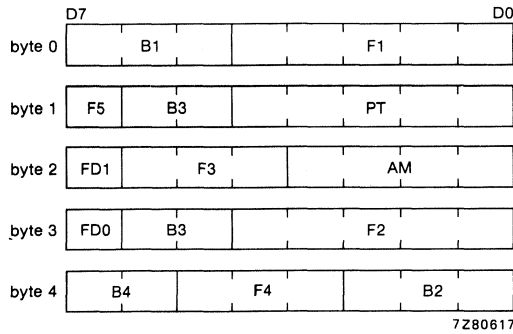 D7 D0
byte 0 B1 F1
byte 1 F5 B3 PT
byte 2 FD1 F3 AM
byte 3 FD0 B3 F2
byte 4 B4 F4 B2
7Z80617